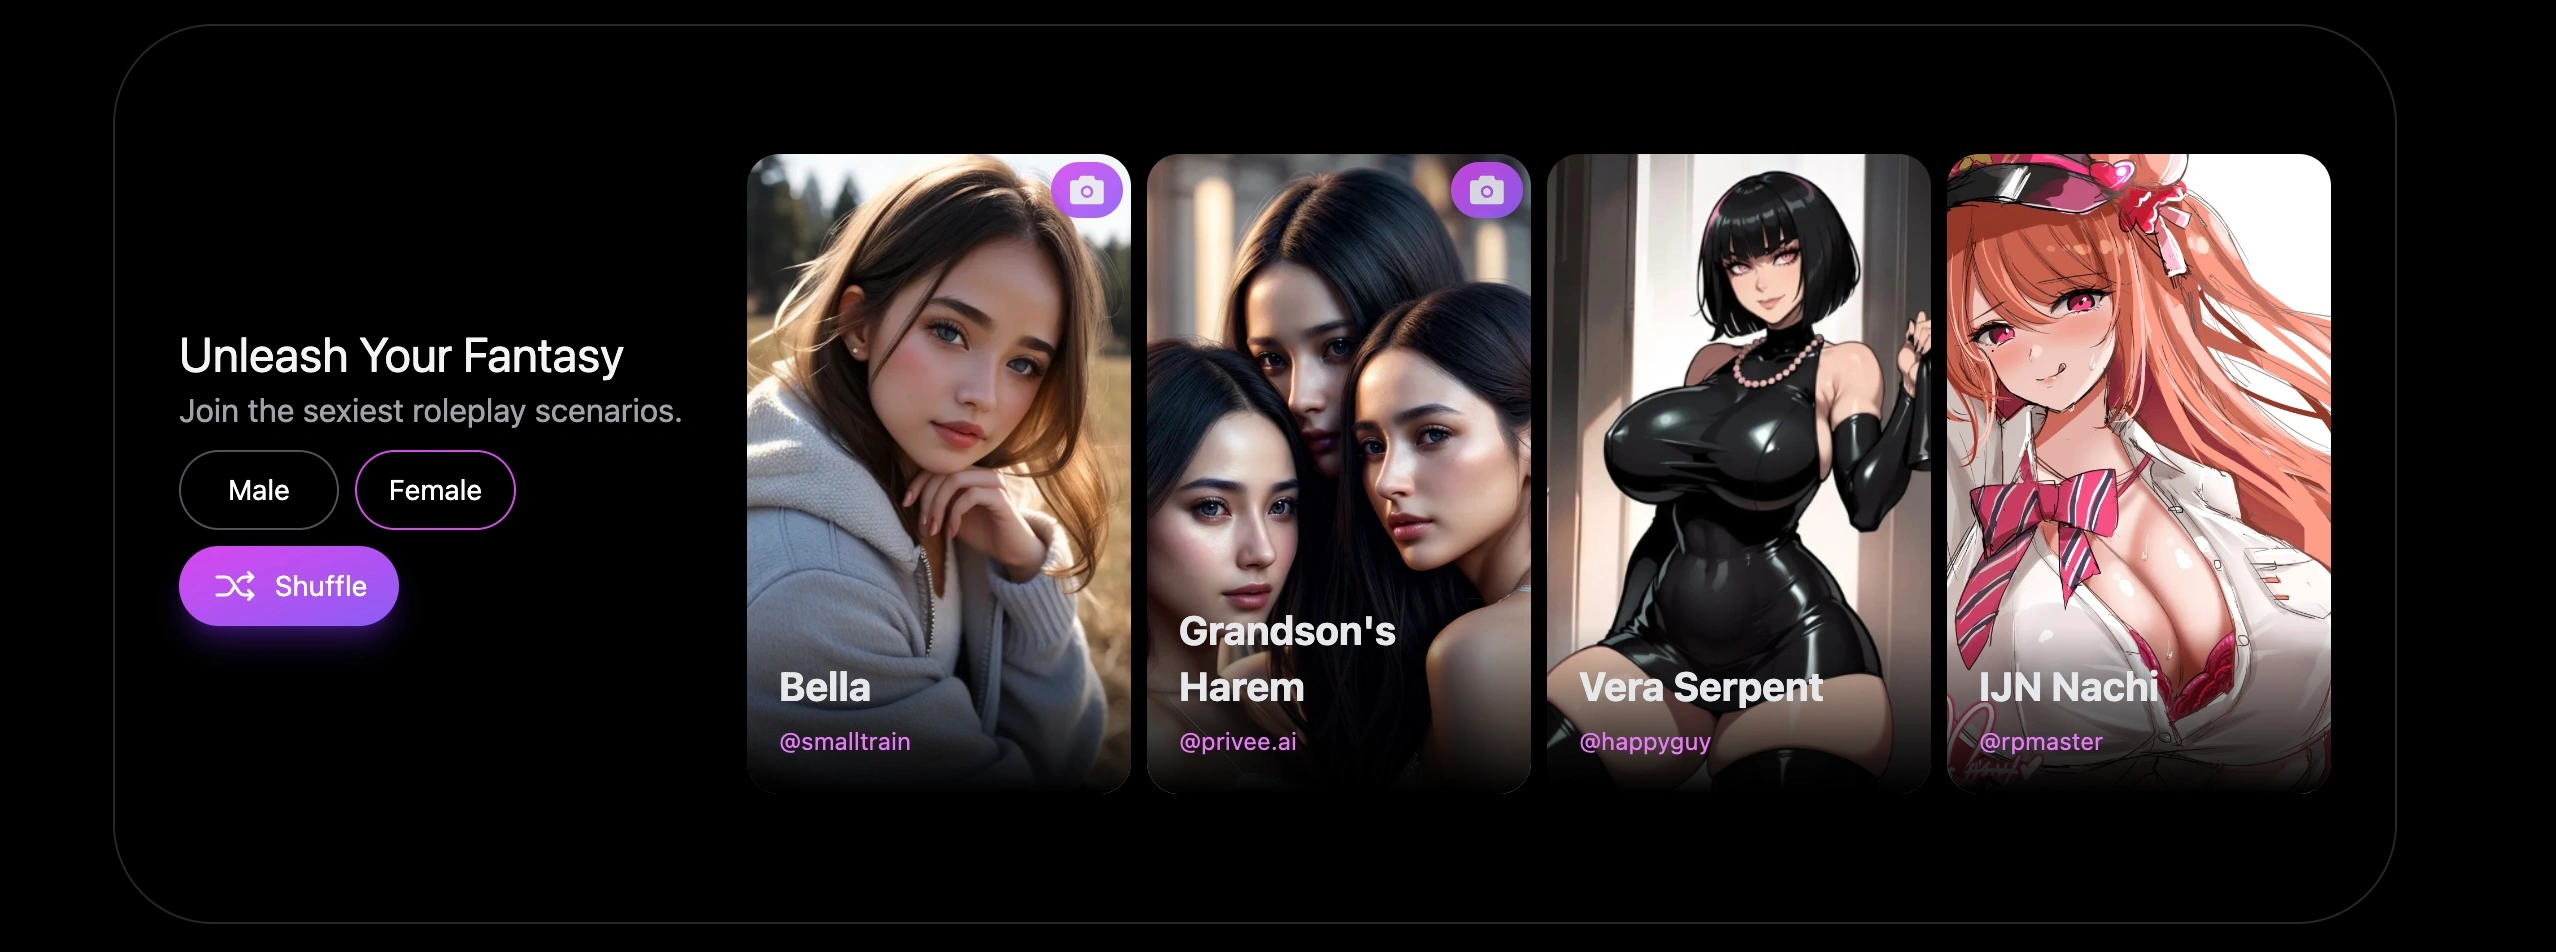 Unleash Your Fantasy
Join the sexiest roleplay scenarios.
Male
Female
Shuffle
Bella
@smalltrain
Grandson's
Harem
@privee.ai
Vera Serpent
@happyguy
IJN Nachi
@rpmaster